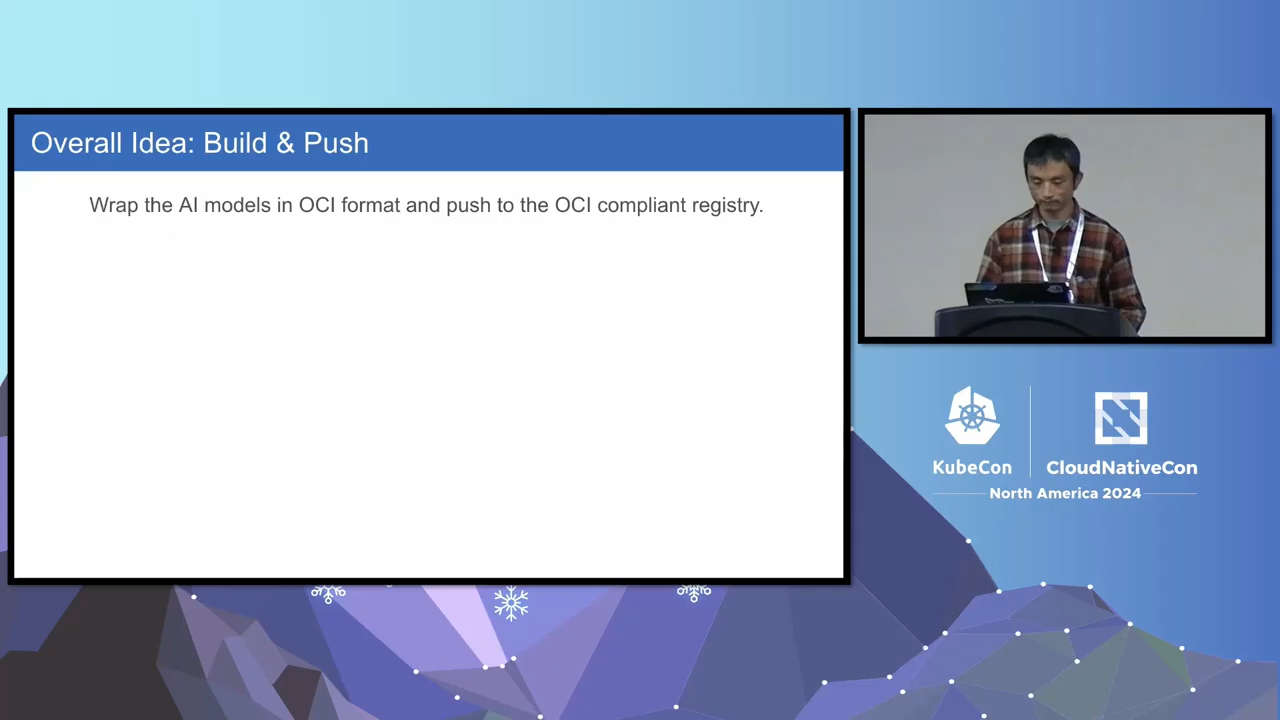 Overall Idea: Build & Push
Wrap the AI models in OCI format and push to the OCI compliant registry.
KubeCon
CloudNativeCon
North America 2024